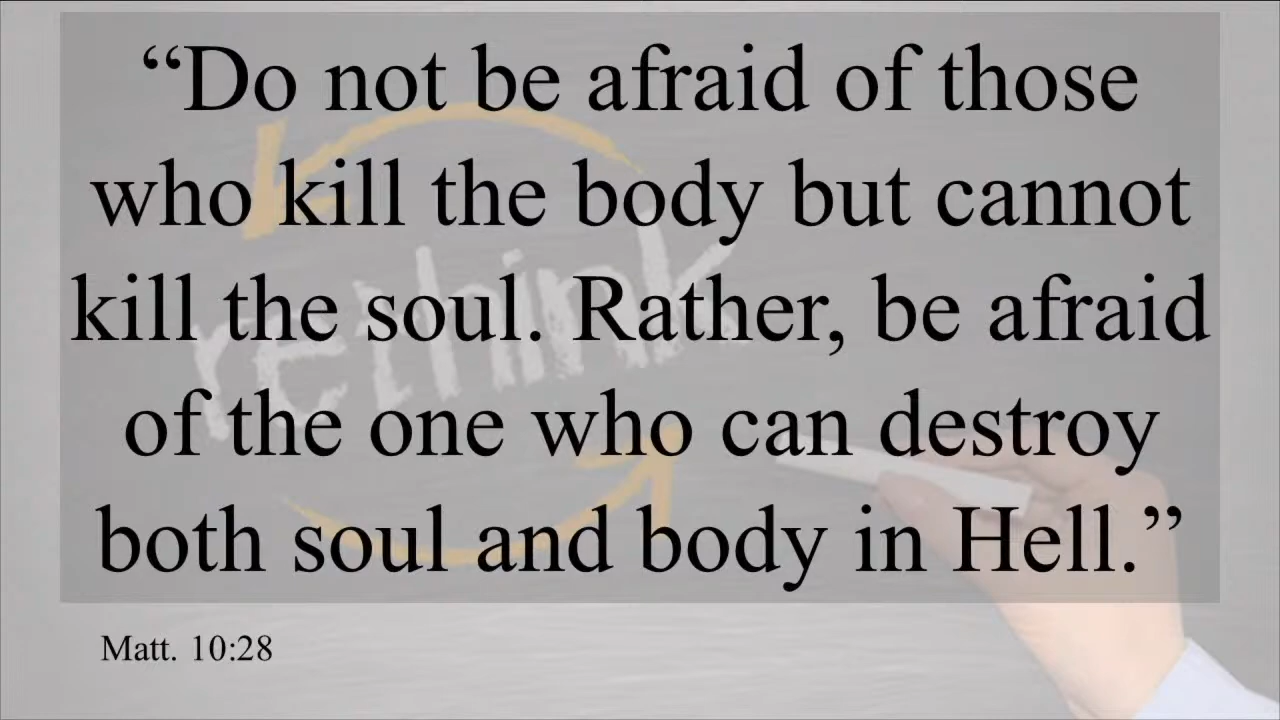 “Do not be afraid of those
who kill the body but cannot
kill the soul. Rather, be afraid
of the one who can destroy
both soul and body in Hell.”
rethink
Matt. 10:28